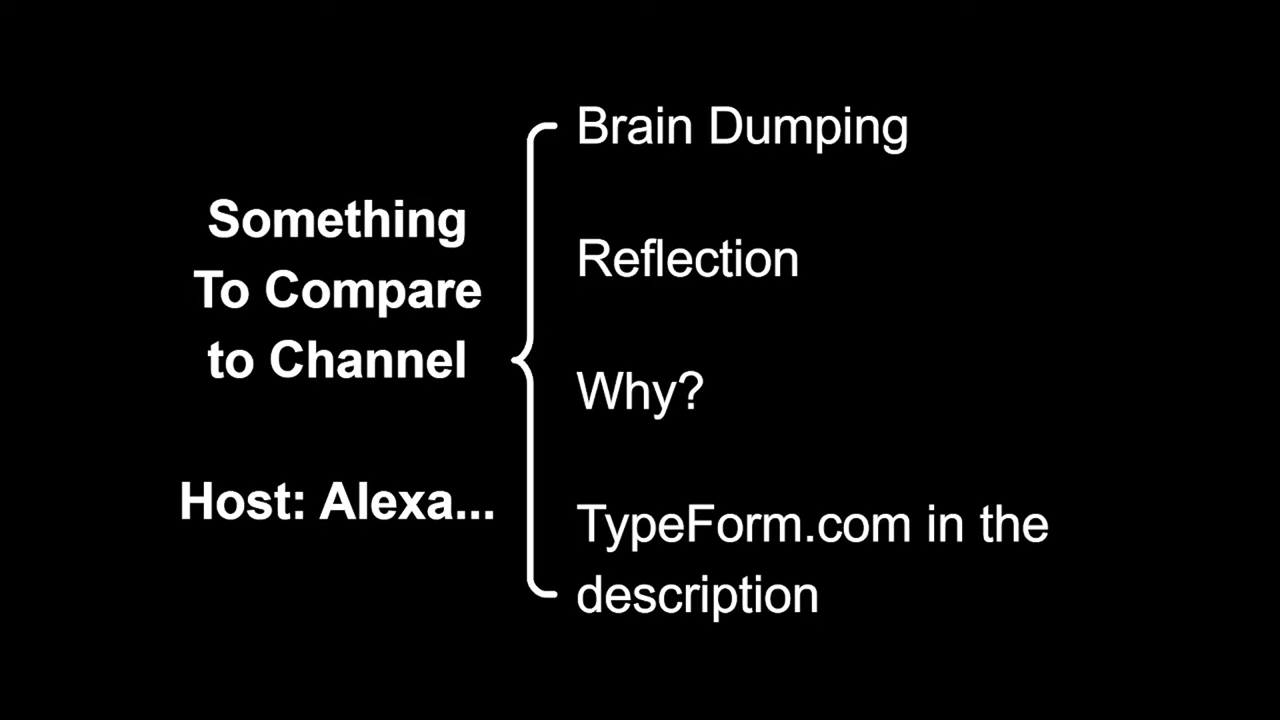 Something
To Compare
to Channel
Host: Alexa...
Brain Dumping
Reflection
Why?
TypeForm.com in the
description